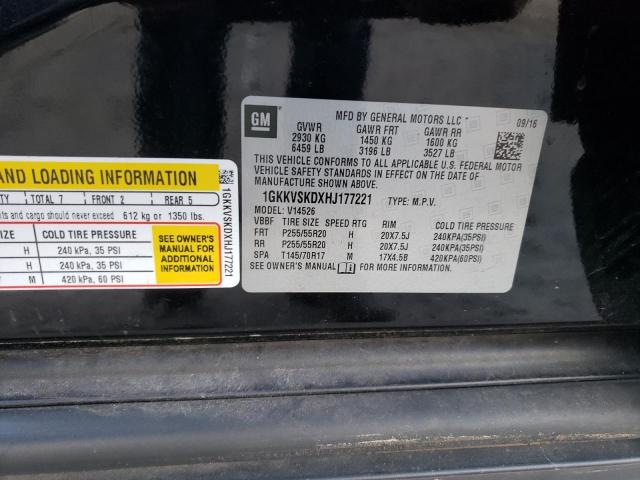 AND LOADING INFORMATION
TOTAL 7 FRONT 2 REAR 5
and cargo should never exceed 612 kg or 1350 lbs.
SIZE COLD TIRE PRESSURE
H 240 kPa, 35 PSI
H 240 kPa, 35 PSI
M 420 kPa, 60 PSI
SEE OWNER'S
MANUAL FOR
ADDITIONAL
INFORMATION
1GKKVSKDXHJ177221
GM
MFD BY GENERAL MOTORS LLC
09/16
GVWR GAWR FRT GAWR RR
2930 KG 1450 KG 1600 KG
6459 LB 3196 LB 3527 LB
THIS VEHICLE CONFORMS TO ALL APPLICABLE U.S. FEDERAL MOTOR
VEHICLE SAFETY STANDARDS IN EFFECT ON THE DATE OF
MANUFACTURE SHOWN ABOVE.
1GKKVSKDXHJ177221 TYPE: M.P.V.
MODEL: V14526
VBBF TIRE SIZE SPEED RTG RIM COLD TIRE PRESSURE
FRT P255/55R20 H 20X7.5J 240KPA(35PSI)
RR P255/55R20 H 20X7.5J 240KPA(35PSI)
SPA T145/70R17 M 17X4.5B 420KPA(60PSI)
SEE OWNER'S MANUAL FOR MORE INFORMATION.